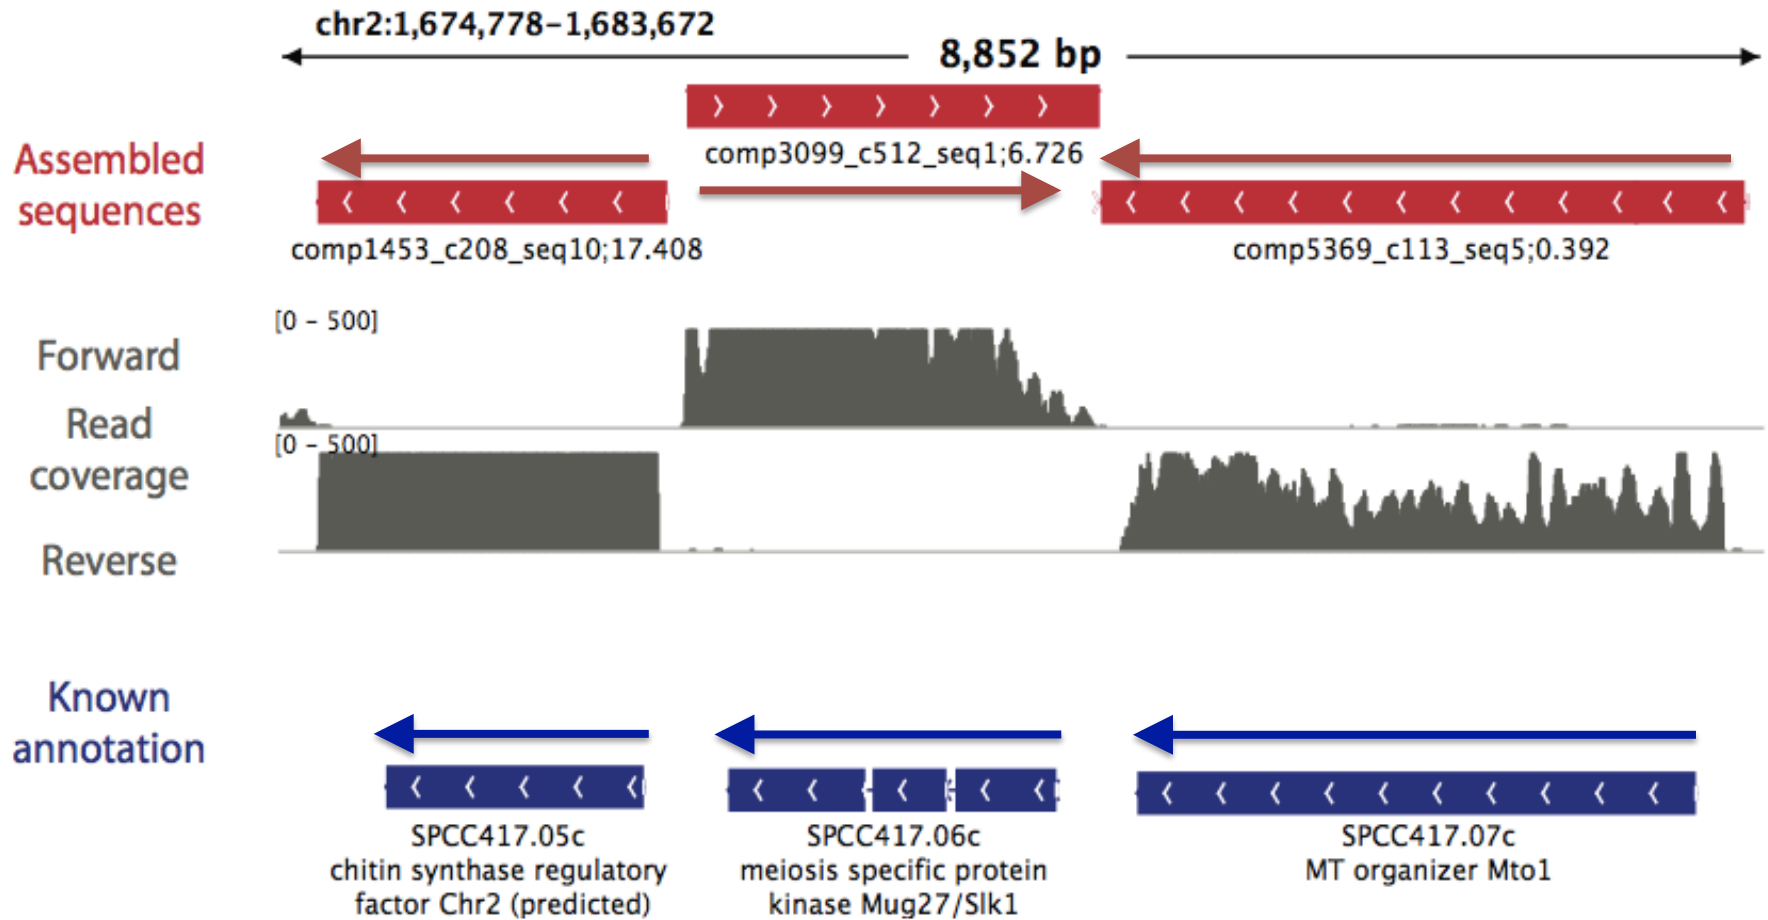 chr2:1,674,778-1,683,672
8,852 bp
Assembled
sequences
comp3099_c512_seq1;6.726
comp1453_c208_seq10;17.408
comp5369_c113_seq5;0.392
[0 - 500]
Forward
Read
coverage
[0 - 500]
Reverse
Known
annotation
SPCC417.05c
chitin synthase regulatory
factor Chr2 (predicted)
SPCC417.06c
meiosis specific protein
kinase Mug27/Slk1
SPCC417.07c
MT organizer Mto1